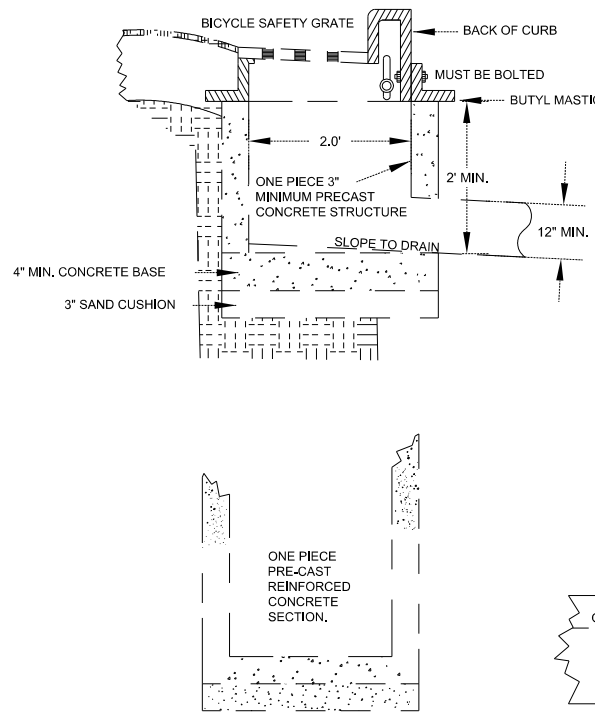 BICYCLE SAFETY GRATE
BACK OF CURB
MUST BE BOLTED
BUTYL MASTIC
2.0'
ONE PIECE 3"
MINIMUM PRECAST
CONCRETE STRUCTURE
2' MIN.
12" MIN.
SLOPE TO DRAIN
4" MIN. CONCRETE BASE
3" SAND CUSHION
ONE PIECE
PRE-CAST
REINFORCED
CONCRETE
SECTION.